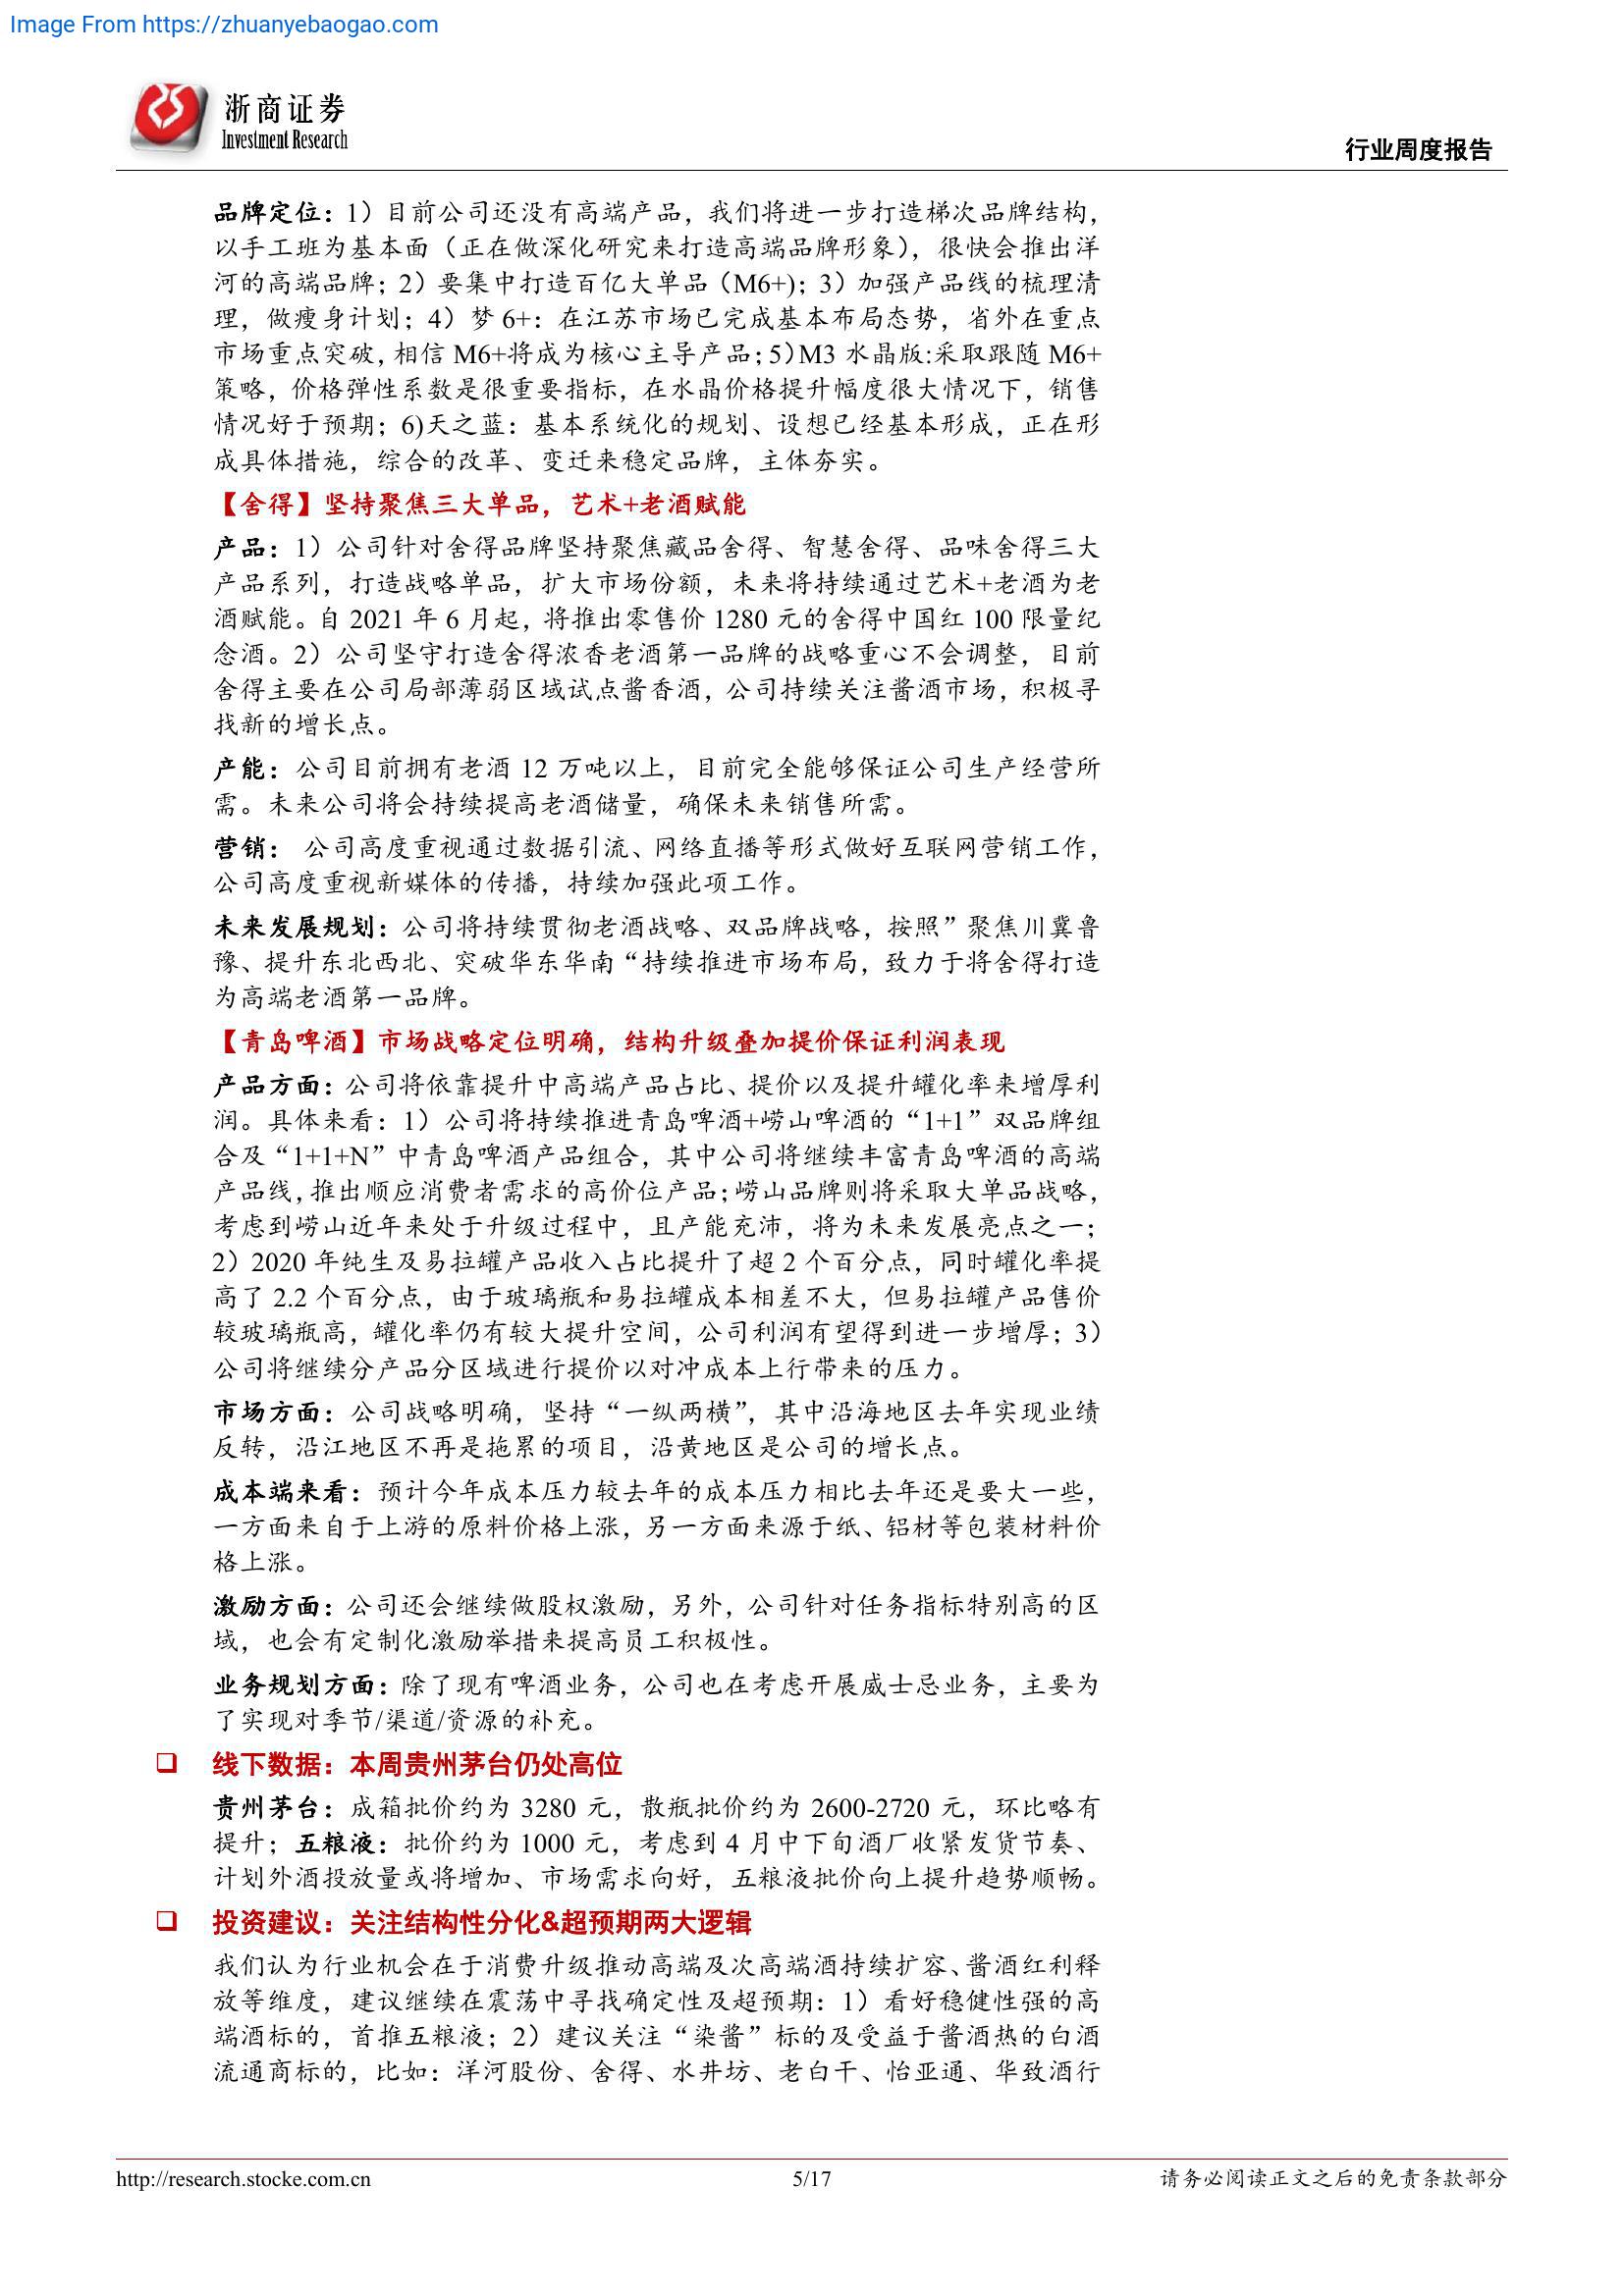 Image From https://zhuanyebaogao.com
浙商证券
Investment Research
行业周度报告
品牌定位：1）目前公司还没有高端产品，我们将进一步打造梯次品牌结构，
以手工班为基本面（正在做深化研究来打造高端品牌形象），很快会推出洋
河的高端品牌；2）要集中打造百亿大单品（M6+)；3）加强产品线的梳理清
理，做瘦身计划；4）梦 6+：在江苏市场已完成基本布局态势，省外在重点
市场重点突破，相信 M6+将成为核心主导产品；5）M3 水晶版:采取跟随 M6+
策略，价格弹性系数是很重要指标，在水晶价格提升幅度很大情况下，销售
情况好于预期；6)天之蓝：基本系统化的规划、设想已经基本形成，正在形
成具体措施，综合的改革、变迁来稳定品牌，主体夯实。
【舍得】坚持聚焦三大单品，艺术+老酒赋能
产品：1）公司针对舍得品牌坚持聚焦藏品舍得、智慧舍得、品味舍得三大
产品系列，打造战略单品，扩大市场份额，未来将持续通过艺术+老酒为老
酒赋能。自 2021 年 6 月起，将推出零售价 1280 元的舍得中国红 100 限量纪
念酒。2）公司坚守打造舍得浓香老酒第一品牌的战略重心不会调整，目前
舍得主要在公司局部薄弱区域试点酱香酒，公司持续关注酱酒市场，积极寻
找新的增长点。
产能：公司目前拥有老酒 12 万吨以上，目前完全能够保证公司生产经营所
需。未来公司将会持续提高老酒储量，确保未来销售所需。
营销： 公司高度重视通过数据引流、网络直播等形式做好互联网营销工作，
公司高度重视新媒体的传播，持续加强此项工作。
未来发展规划：公司将持续贯彻老酒战略、双品牌战略，按照”聚焦川冀鲁
豫、提升东北西北、突破华东华南“持续推进市场布局，致力于将舍得打造
为高端老酒第一品牌。
【青岛啤酒】市场战略定位明确，结构升级叠加提价保证利润表现
产品方面：公司将依靠提升中高端产品占比、提价以及提升罐化率来增厚利
润。具体来看：1）公司将持续推进青岛啤酒+崂山啤酒的“1+1”双品牌组
合及“1+1+N”中青岛啤酒产品组合，其中公司将继续丰富青岛啤酒的高端
产品线，推出顺应消费者需求的高价位产品；崂山品牌则将采取大单品战略，
考虑到崂山近年来处于升级过程中，且产能充沛，将为未来发展亮点之一；
2）2020 年纯生及易拉罐产品收入占比提升了超 2 个百分点，同时罐化率提
高了 2.2 个百分点，由于玻璃瓶和易拉罐成本相差不大，但易拉罐产品售价
较玻璃瓶高，罐化率仍有较大提升空间，公司利润有望得到进一步增厚；3）
公司将继续分产品分区域进行提价以对冲成本上行带来的压力。
市场方面：公司战略明确，坚持“一纵两横”，其中沿海地区去年实现业绩
反转，沿江地区不再是拖累的项目，沿黄地区是公司的增长点。
成本端来看：预计今年成本压力较去年的成本压力相比去年还是要大一些，
一方面来自于上游的原料价格上涨，另一方面来源于纸、铝材等包装材料价
格上涨。
激励方面：公司还会继续做股权激励，另外，公司针对任务指标特别高的区
域，也会有定制化激励举措来提高员工积极性。
业务规划方面：除了现有啤酒业务，公司也在考虑开展威士忌业务，主要为
了实现对季节/渠道/资源的补充。
❑ 线下数据：本周贵州茅台仍处高位
贵州茅台：成箱批价约为 3280 元，散瓶批价约为 2600-2720 元，环比略有
提升；五粮液：批价约为 1000 元，考虑到 4 月中下旬酒厂收紧发货节奏、
计划外酒投放量或将增加、市场需求向好，五粮液批价向上提升趋势顺畅。
❑ 投资建议：关注结构性分化&超预期两大逻辑
我们认为行业机会在于消费升级推动高端及次高端酒持续扩容、酱酒红利释
放等维度，建议继续在震荡中寻找确定性及超预期：1）看好稳健性强的高
端酒标的，首推五粮液；2）建议关注“染酱”标的及受益于酱酒热的白酒
流通商标的，比如：洋河股份、舍得、水井坊、老白干、怡亚通、华致酒行
http://research.stocke.com.cn
5/17
请务必阅读正文之后的免责条款部分